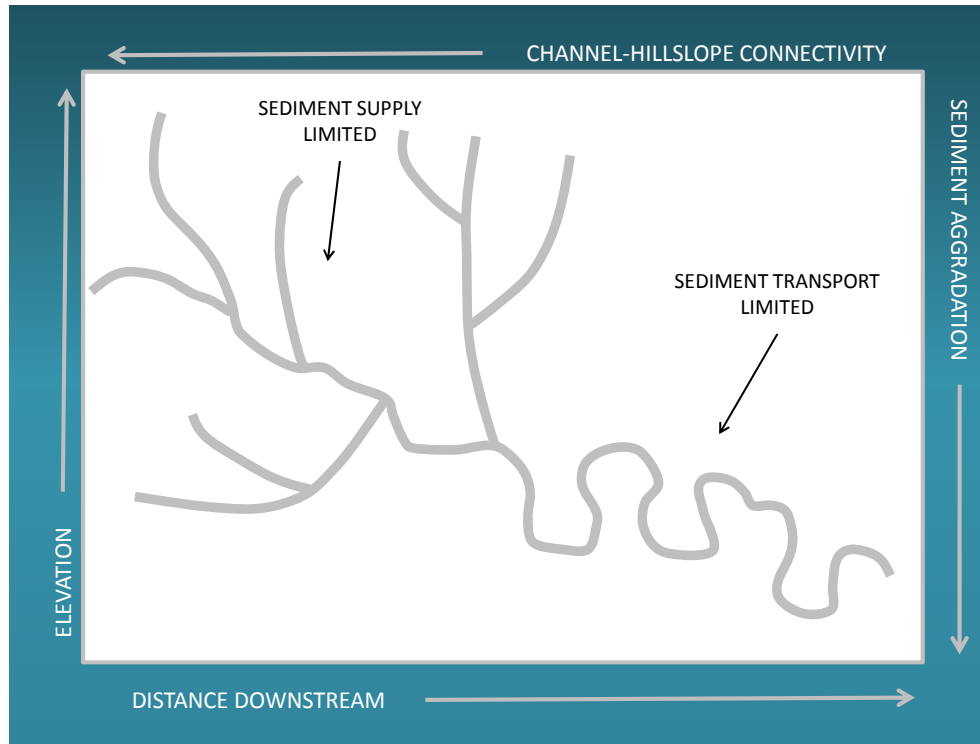 CHANNEL-HILLSLOPE CONNECTIVITY
SEDIMENT SUPPLY
LIMITED
SEDIMENT TRANSPORT
LIMITED
SEDIMENT AGGRADATION
ELEVATION
DISTANCE DOWNSTREAM